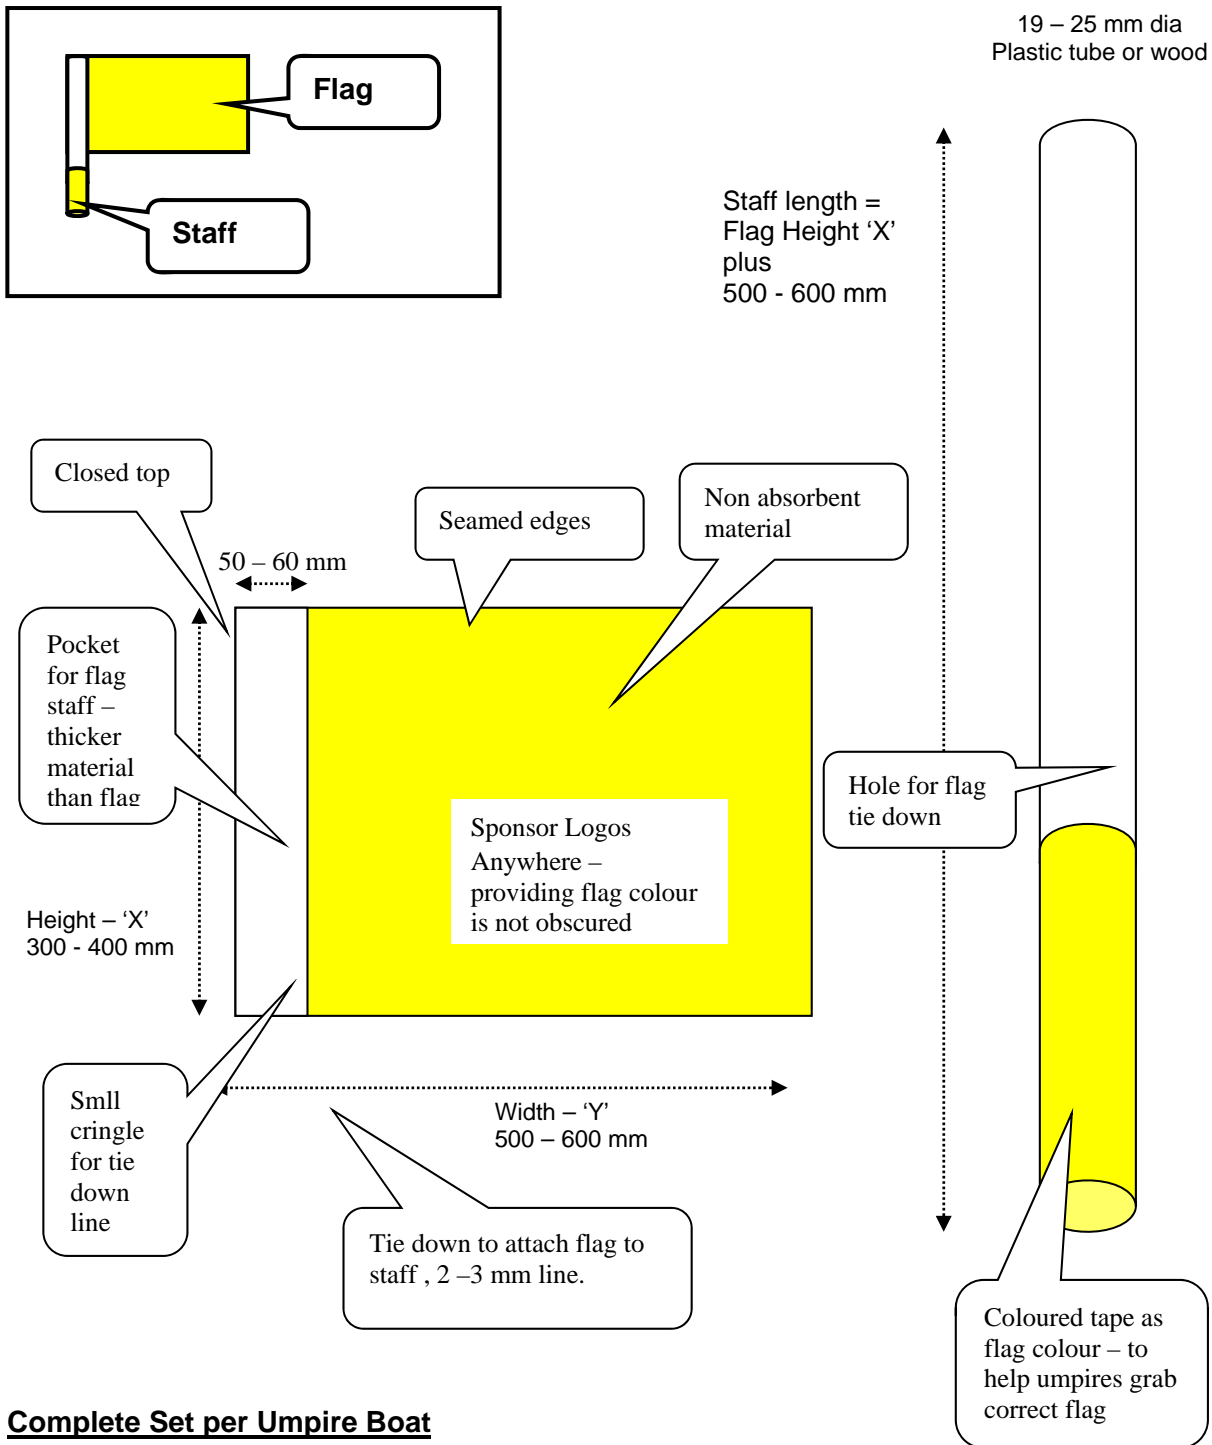 19 – 25 mm dia
Plastic tube or wood
Flag
Staff
Staff length =
Flag Height ‘X’
plus
500 - 600 mm
Closed top
Seamed edges
Non absorbent
material
50 – 60 mm
Pocket
for flag
staff –
thicker
material
than flag
Hole for flag
tie down
Sponsor Logos
Anywhere –
providing flag colour
is not obscured
Height – ‘X’
300 - 400 mm
Smll
cringle
for tie
down
line
Width – ‘Y’
500 – 600 mm
Tie down to attach flag to
staff , 2 –3 mm line.
Coloured tape as
flag colour – to
help umpires grab
correct flag
Complete Set per Umpire Boat